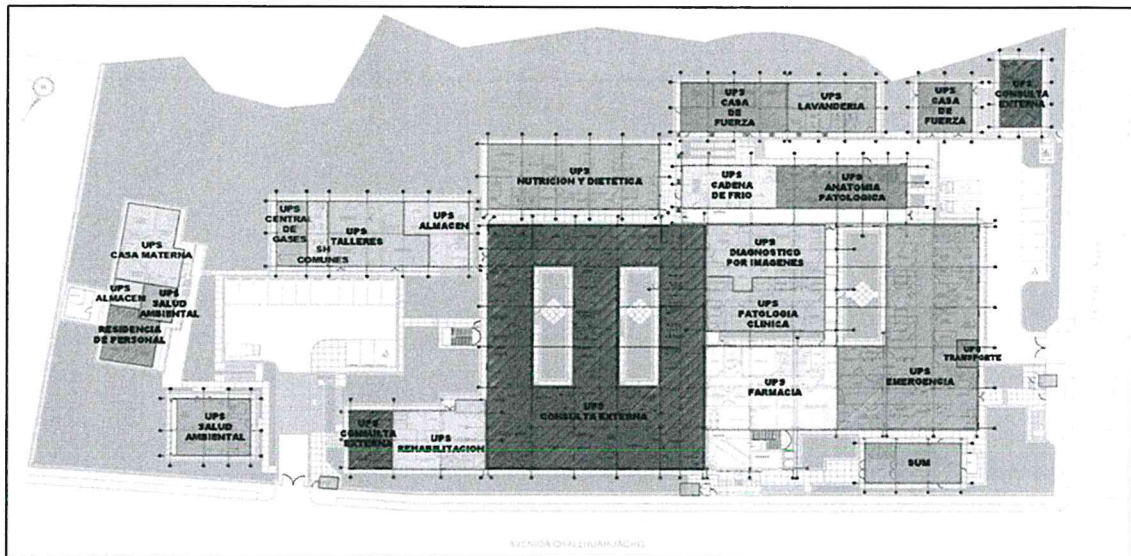 UPS
CASA
DE
FUERZA
UPS
LAVANDERIA
UPS
CASA
DE
FUERZA
UPS
CONSULTA
EXTERNA
UPS
NUTRICION Y DIETETICA
UPS
CADENA
DE FRIO
UPS
ANATOMIA
PATOLOGICA
UPS
CENTRAL
DE
GASES
UPS
TALLERES
SH
COMUNES
UPS
ALMACEN
UPS
CASA MATERNA
UPS
ALMACEN
UPS
SALUD
AMBIENTAL
RESIDENCIA
DE PERSONAL
UPS
DIAGNOSTICO
POR IMAGENES
UPS
PATOLOGIA
CLINICA
UPS
TRANSPORTE
UPS
EMERGENCIA
UPS
FARMACIA
UPS
CONSULTA EXTERNA
UPS
SALUD
AMBIENTAL
UPS
CONSULTA
EXTERNA
UPS
REHABILITACION
SUM
AVENIDA CHALLHUAHUACHO